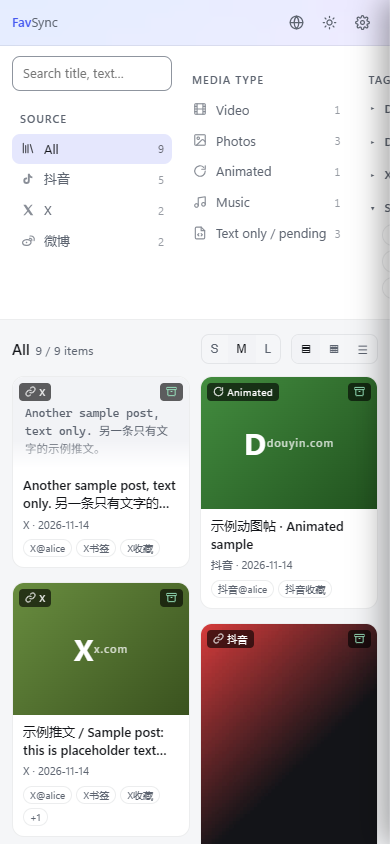 FavSync
Search title, text...
SOURCE
All 9
抖音 5
X 2
微博 2
MEDIA TYPE
Video 1
Photos 3
Animated 1
Music 1
Text only / pending 3
TAG
All 9 / 9 items
S M L
X
Another sample post,
text only. 另一条只有文
字的示例推文。
Another sample post, text
only. 另一条只有文字的...
X · 2026-11-14
X@alice X书签 X收藏
X
X x.com
示例推文 / Sample post:
this is placeholder text...
X · 2026-11-14
X@alice X书签 X收藏
+1
Animated
D douyin.com
示例动图帖 · Animated
sample
抖音 · 2026-11-14
抖音@alice 抖音收藏
抖音